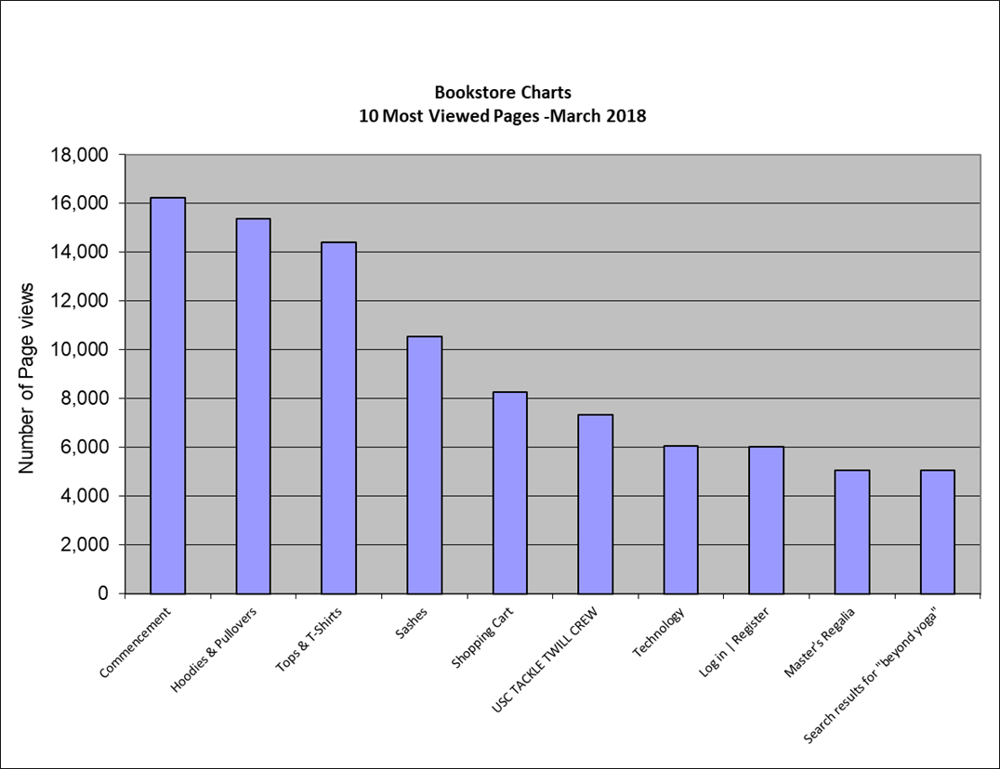 Bookstore Charts
10 Most Viewed Pages -March 2018
18,000
16,000
14,000
12,000
10,000
8,000
6,000
4,000
2,000
0
Number of Page views
Commencement
Hoodies & Pullovers
Tops & T-Shirts
Sashes
Shopping Cart
USC TACKLE TWILL CREW
Technology
Log in | Register
Master's Regalia
Search results for "beyond yoga"